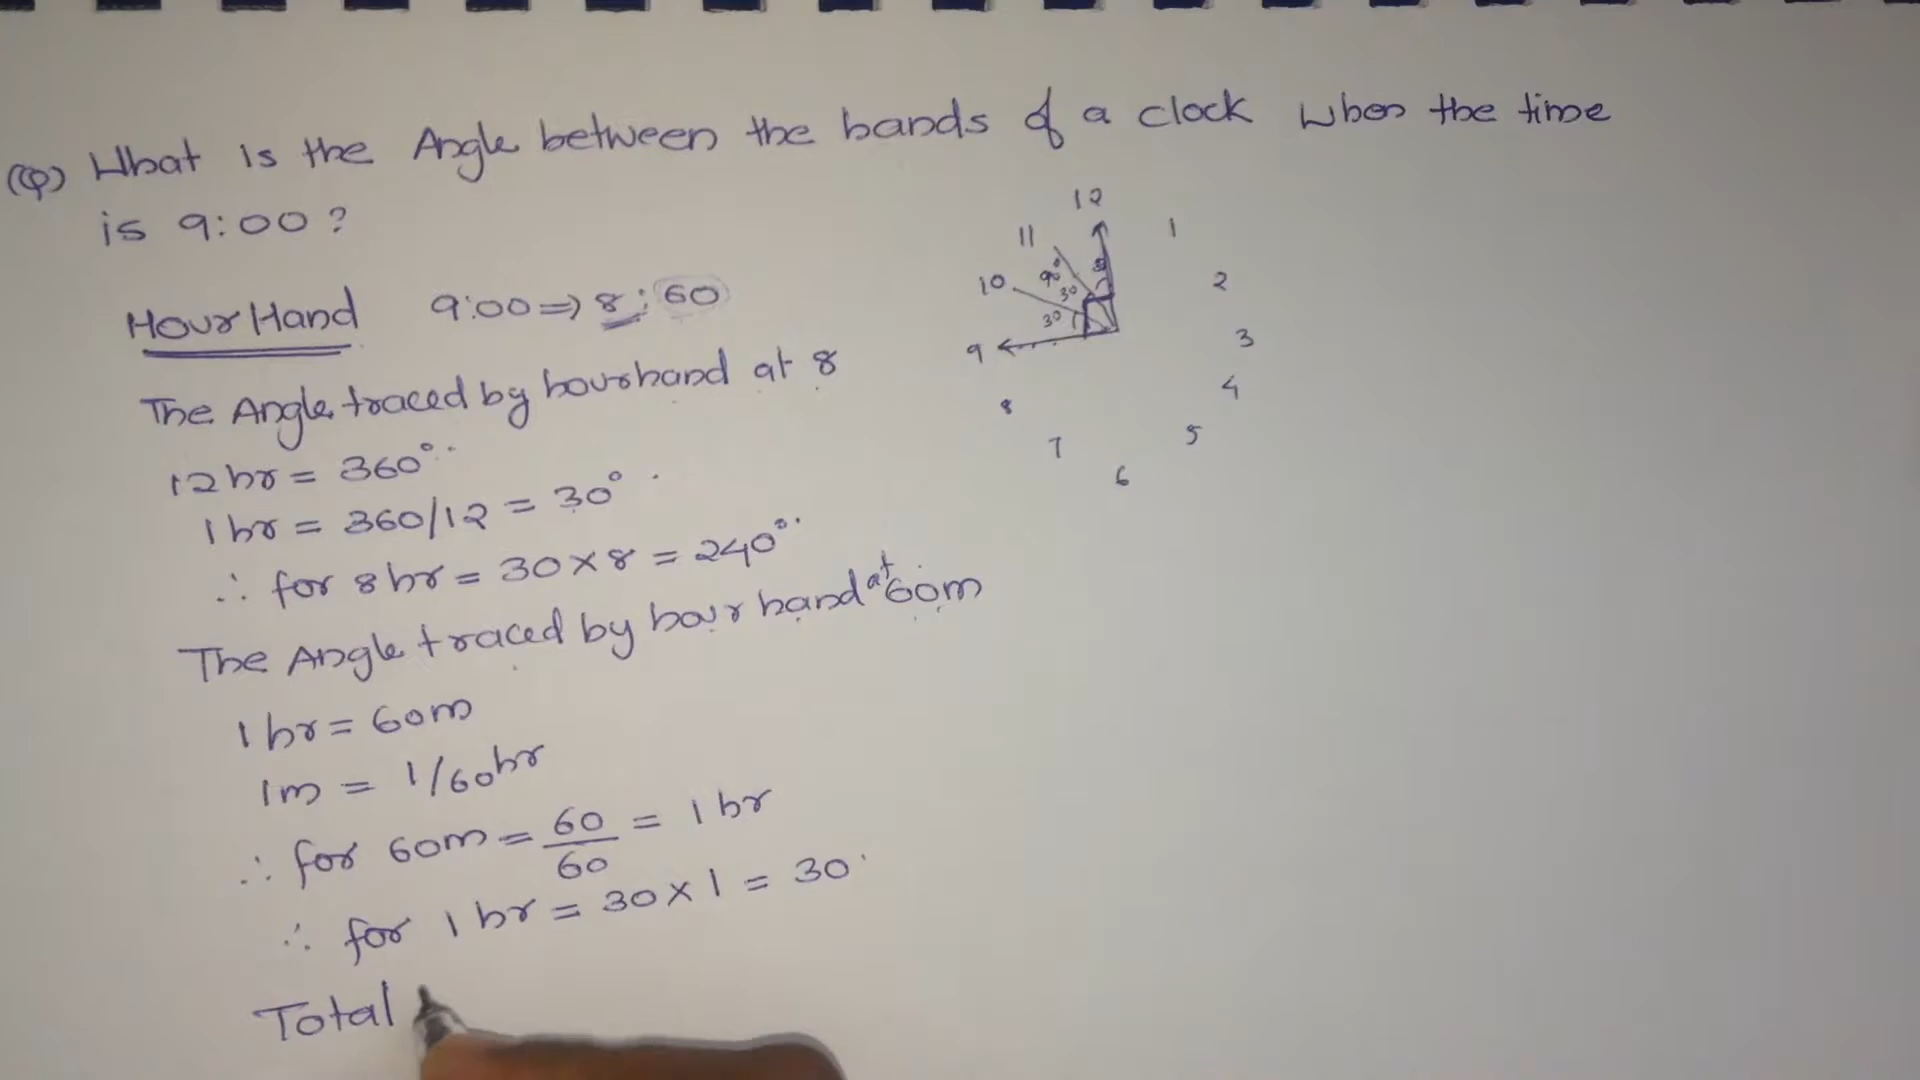 (Q) What is the Angle between the hands of a clock when the time
is 9:00?
Hour Hand 9:00 => 8:60
The Angle traced by hourhand at 8
12hr = 360°
1hr = 360/12 = 30°
∴ for 8hr = 30×8 = 240°
The Angle traced by hour hand at 60m
1hr = 60m
1m = 1/60hr
∴ for 60m = 60/60 = 1hr
∴ for 1hr = 30×1 = 30
Total
12
11
1
10
90°
30
2
30
9
3
8
4
7
5
6